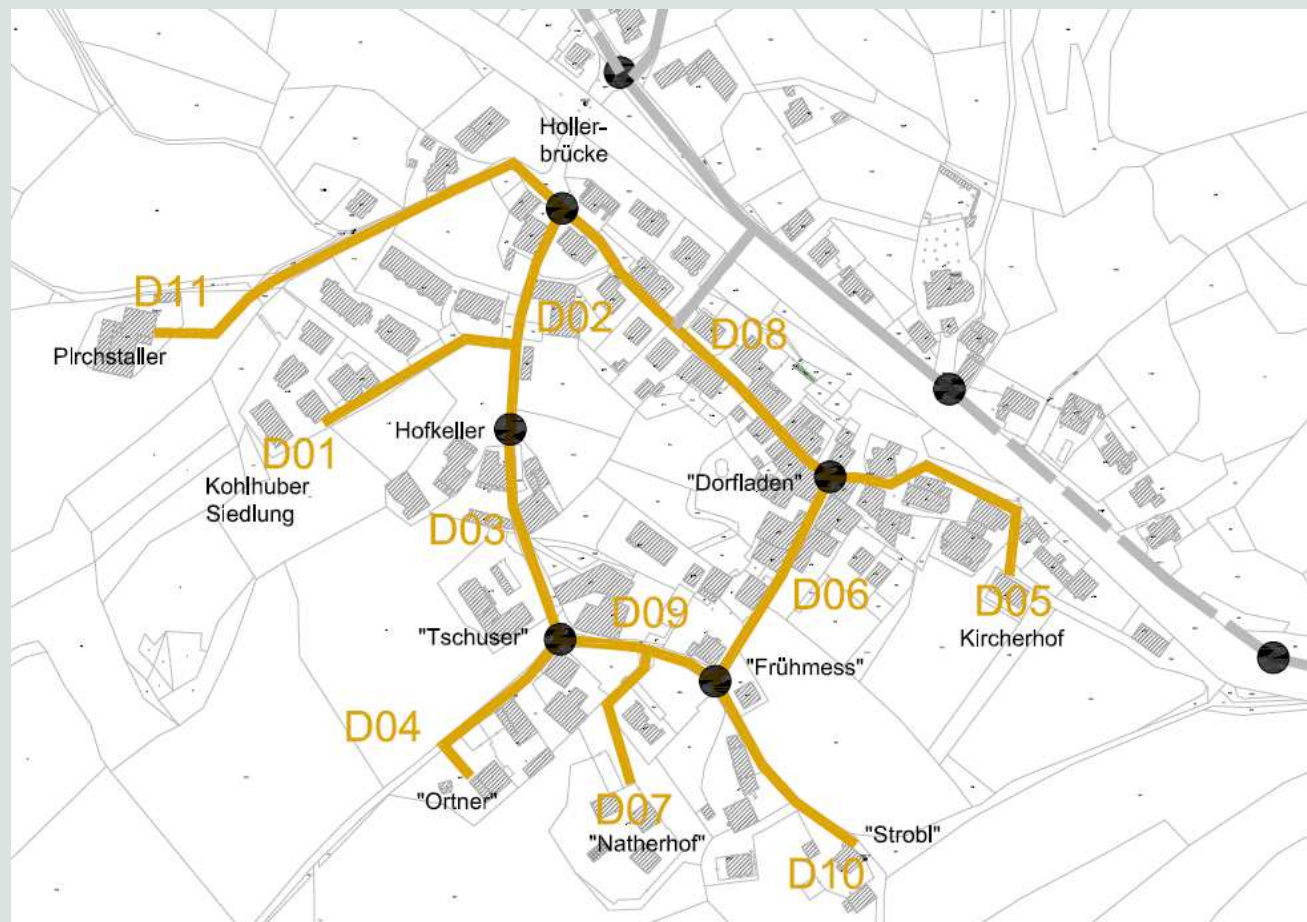 Holler-
brücke
D11
D02
D08
Pirchstaller
Hofkeller
D01
Kohlhuber
Siedlung
"Dorfladen"
D03
D09
D06
D05
Kircherhof
"Tschuser"
"Frühmess"
D04
"Ortner"
D07
"Natherhof"
"Strobl"
D10